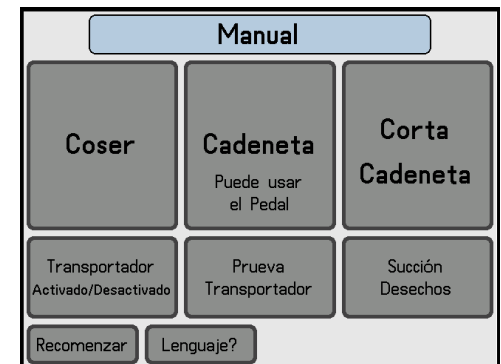 Manual
Coser
Cadeneta
Puede usar
el Pedal
Corta
Cadeneta
Transportador
Activado/Desactivado
Prueva
Transportador
Succión
Desechos
Recomenzar
Lenguaje?